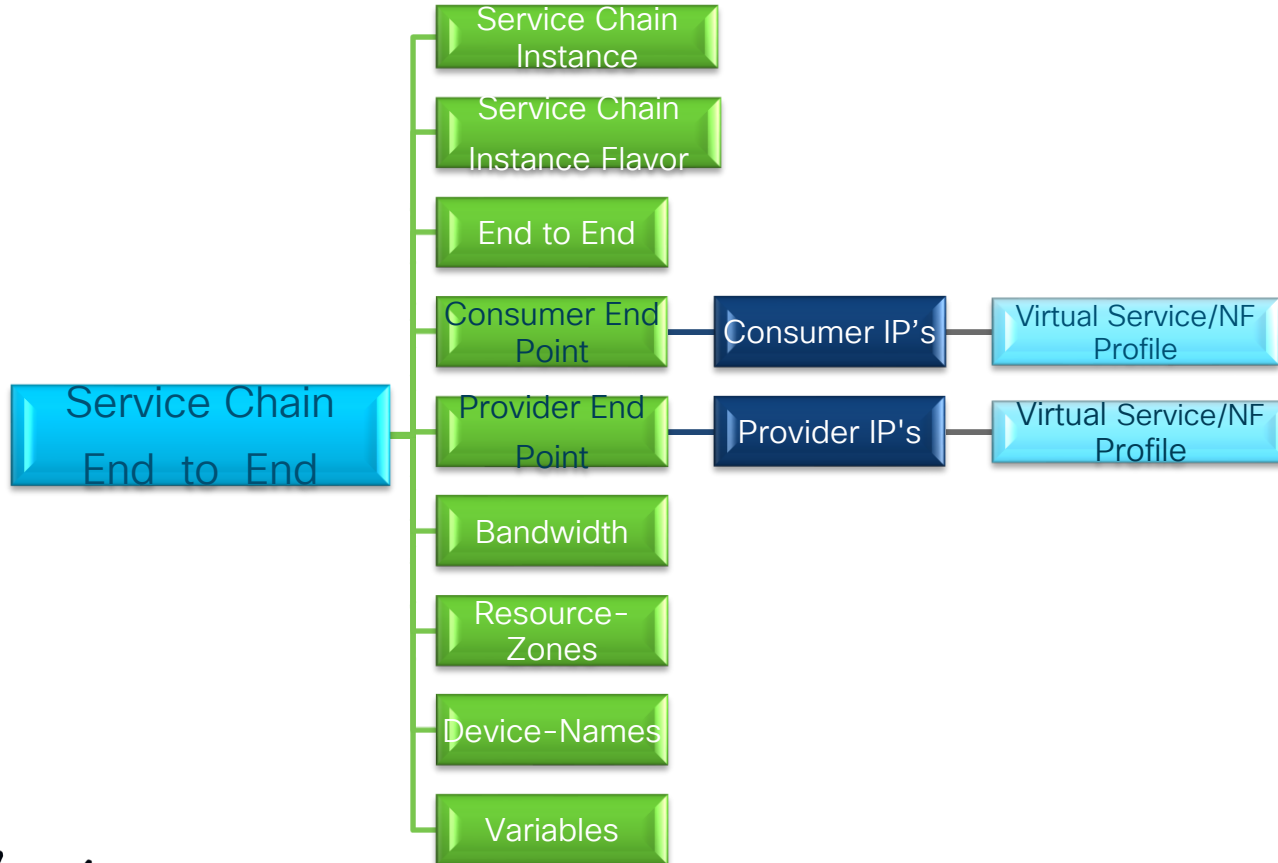 Service Chain
Instance
Service Chain
Instance Flavor
End to End
Consumer End
Point
Consumer IP’s
Virtual Service/NF
Profile
Service Chain
End to End
Provider End
Point
Provider IP's
Virtual Service/NF
Profile
Bandwidth
Resource-
Zones
Device-Names
Variables